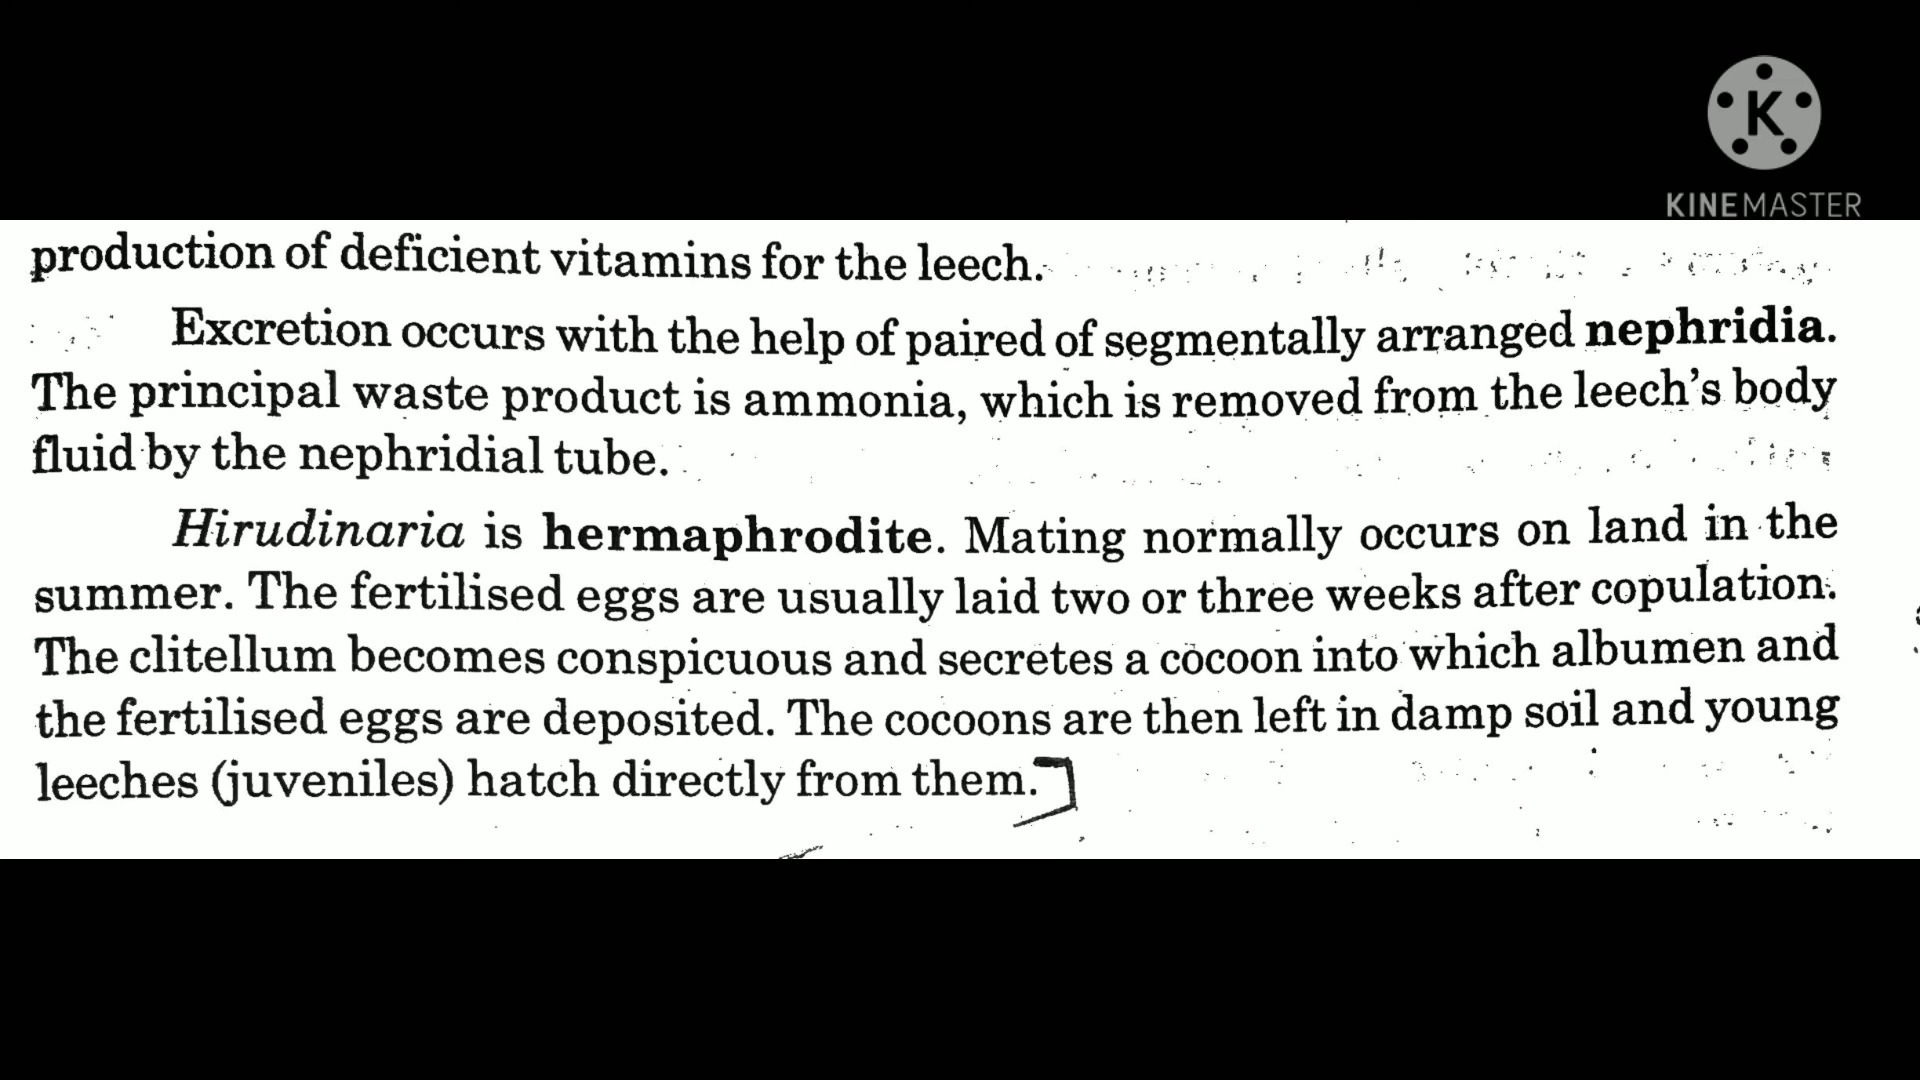 K
KINEMASTER
production of deficient vitamins for the leech.
Excretion occurs with the help of paired of segmentally arranged nephridia.
The principal waste product is ammonia, which is removed from the leech's body
fluid by the nephridial tube.
Hirudinaria is hermaphrodite. Mating normally occurs on land in the
summer. The fertilised eggs are usually laid two or three weeks after copulation.
The clitellum becomes conspicuous and secretes a cocoon into which albumen and
the fertilised eggs are deposited. The cocoons are then left in damp soil and young
leeches (juveniles) hatch directly from them.